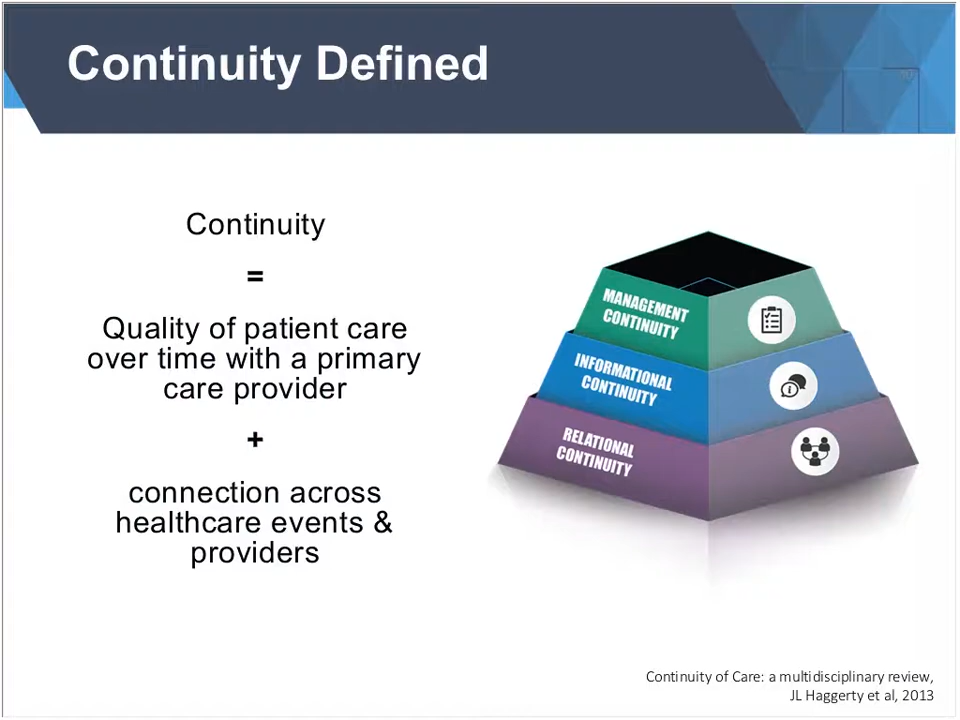 Continuity Defined
Continuity
=
Quality of patient care
over time with a primary
care provider
+
connection across
healthcare events &
providers
MANAGEMENT
CONTINUITY
INFORMATIONAL
CONTINUITY
RELATIONAL
CONTINUITY
Continuity of Care: a multidisciplinary review,
JL Haggerty et al, 2013